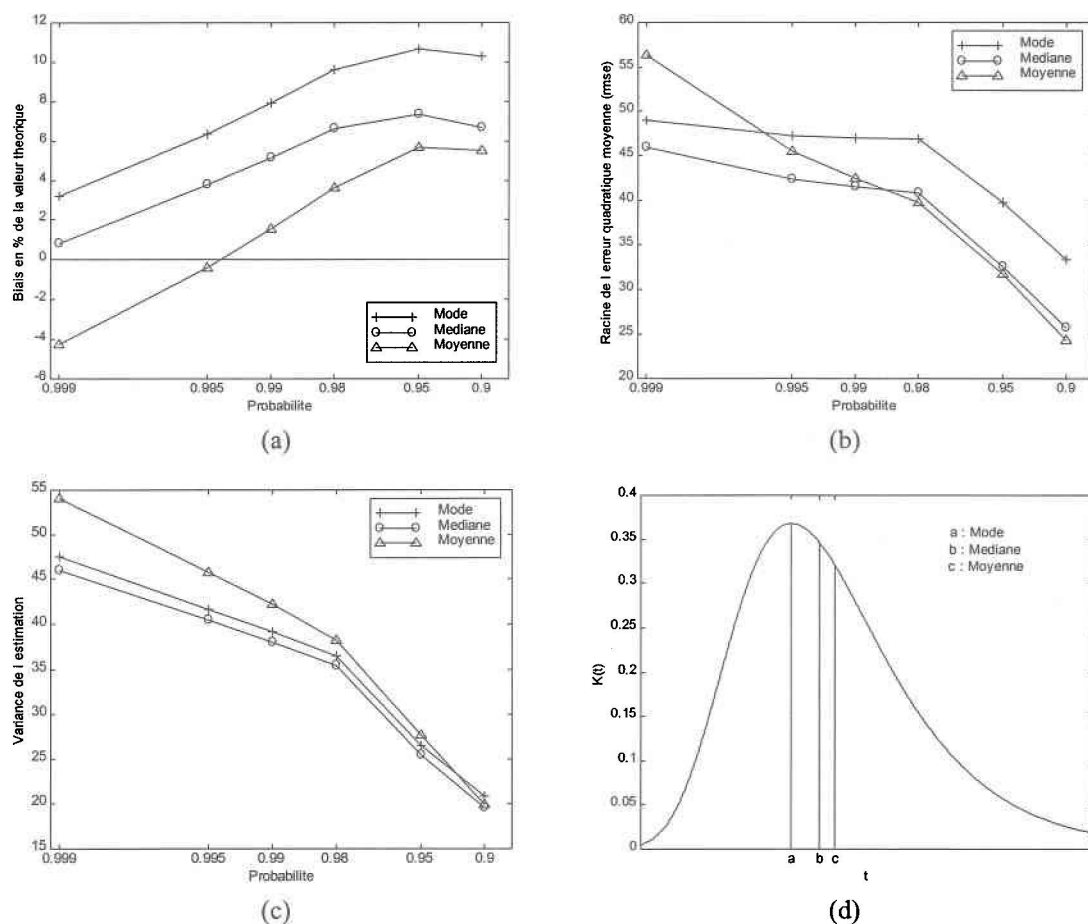 12
10
8
6
4
2
0
-2
-4
-6
Biais en % de la valeur theorique
Mode
Mediane
Moyenne
0.999
0.995
0.99
0.98
0.95
0.9
Probabilite
(a)
60
55
50
45
40
35
30
25
20
Racine de l erreur quadratique moyenne (rmse)
Mode
Mediane
Moyenne
0.999
0.995
0.99
0.98
0.95
0.9
Probabilite
(b)
55
50
45
40
35
30
25
20
15
Variance de l estimation
Mode
Mediane
Moyenne
0.999
0.995
0.99
0.98
0.95
0.9
Probabilite
(c)
0.4
0.35
0.3
0.25
0.2
0.15
0.1
0.05
0
K(t)
a : Mode
b : Mediane
c : Moyenne
a b c
t
(d)